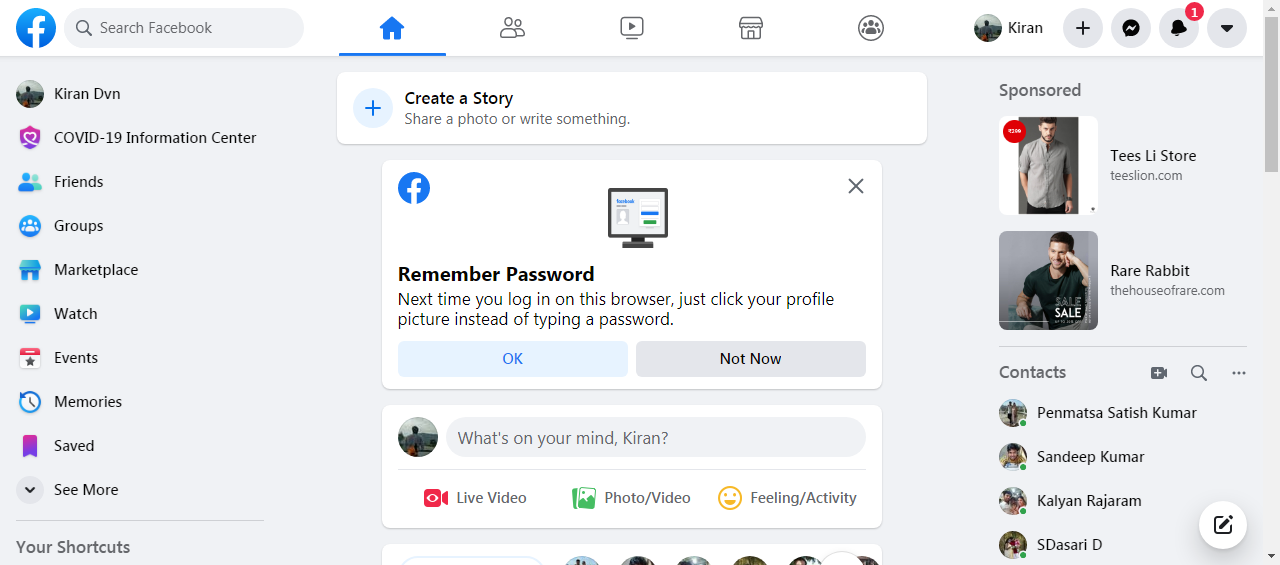 Search Facebook
Kiran
1
Kiran Dvn
COVID-19 Information Center
Friends
Groups
Marketplace
Watch
Events
Memories
Saved
See More
Your Shortcuts
Create a Story
Share a photo or write something.
facebook
Remember Password
Next time you log in on this browser, just click your profile
picture instead of typing a password.
OK
Not Now
What's on your mind, Kiran?
Live Video
Photo/Video
Feeling/Activity
Sponsored
₹299
Tees Li Store
teeslion.com
SALE
SALE
Rare Rabbit
thehouseofrare.com
Contacts
Penmatsa Satish Kumar
Sandeep Kumar
Kalyan Rajaram
SDasari D